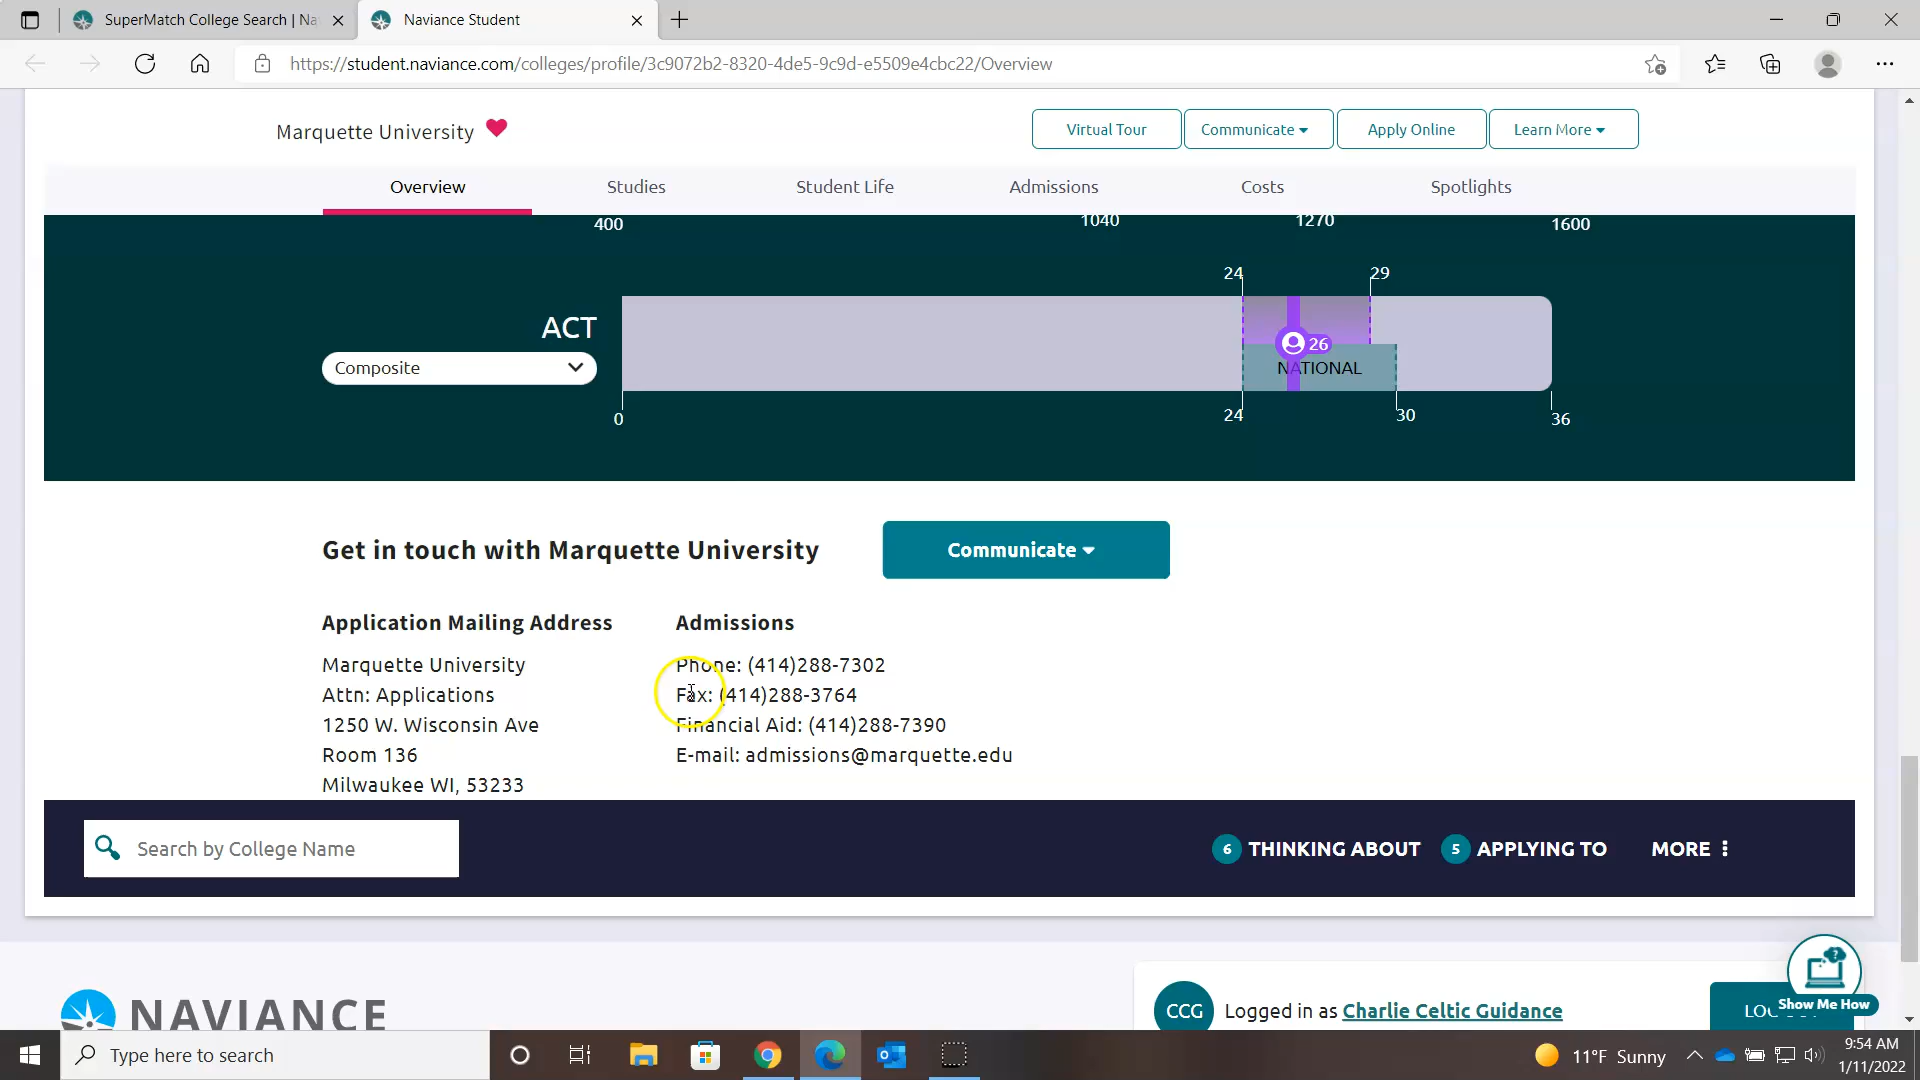 SuperMatch College Search | Na
Naviance Student
https://student.naviance.com/colleges/profile/3c9072b2-8320-4de5-9c9d-e5509e4cbc22/Overview
Marquette University
Virtual Tour
Communicate
Apply Online
Learn More
Overview
Studies
Student Life
Admissions
Costs
Spotlights
400
1040
1270
1600
24
29
ACT
26
Composite
NATIONAL
0
24
30
36
Get in touch with Marquette University
Communicate
Application Mailing Address
Marquette University
Attn: Applications
1250 W. Wisconsin Ave
Room 136
Milwaukee WI, 53233
Admissions
Phone: (414)288-7302
Fax: (414)288-3764
Financial Aid: (414)288-7390
E-mail: admissions@marquette.edu
Search by College Name
6 THINKING ABOUT
5 APPLYING TO
MORE
NAVIANCE
CCG
Logged in as Charlie Celtic Guidance
Show Me How
Type here to search
11°F Sunny
9:54 AM
1/11/2022